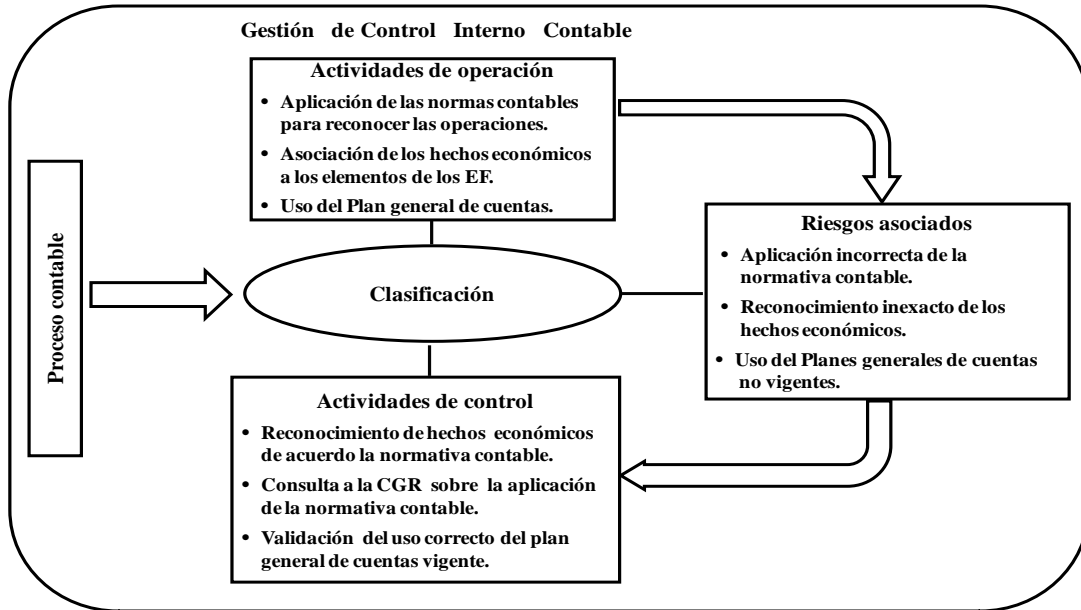 Gestión de Control Interno Contable
Actividades de operación
• Aplicación de las normas contables
para reconocer las operaciones.
• Asociación de los hechos económicos
a los elementos de los EF.
• Uso del Plan general de cuentas.
Proceso contable
Clasificación
Riesgos asociados
• Aplicación incorrecta de la
normativa contable.
• Reconocimiento inexacto de los
hechos económicos.
• Uso del Planes generales de cuentas
no vigentes.
Actividades de control
• Reconocimiento de hechos económicos
de acuerdo la normativa contable.
• Consulta a la CGR sobre la aplicación
de la normativa contable.
• Validación del uso correcto del plan
general de cuentas vigente.